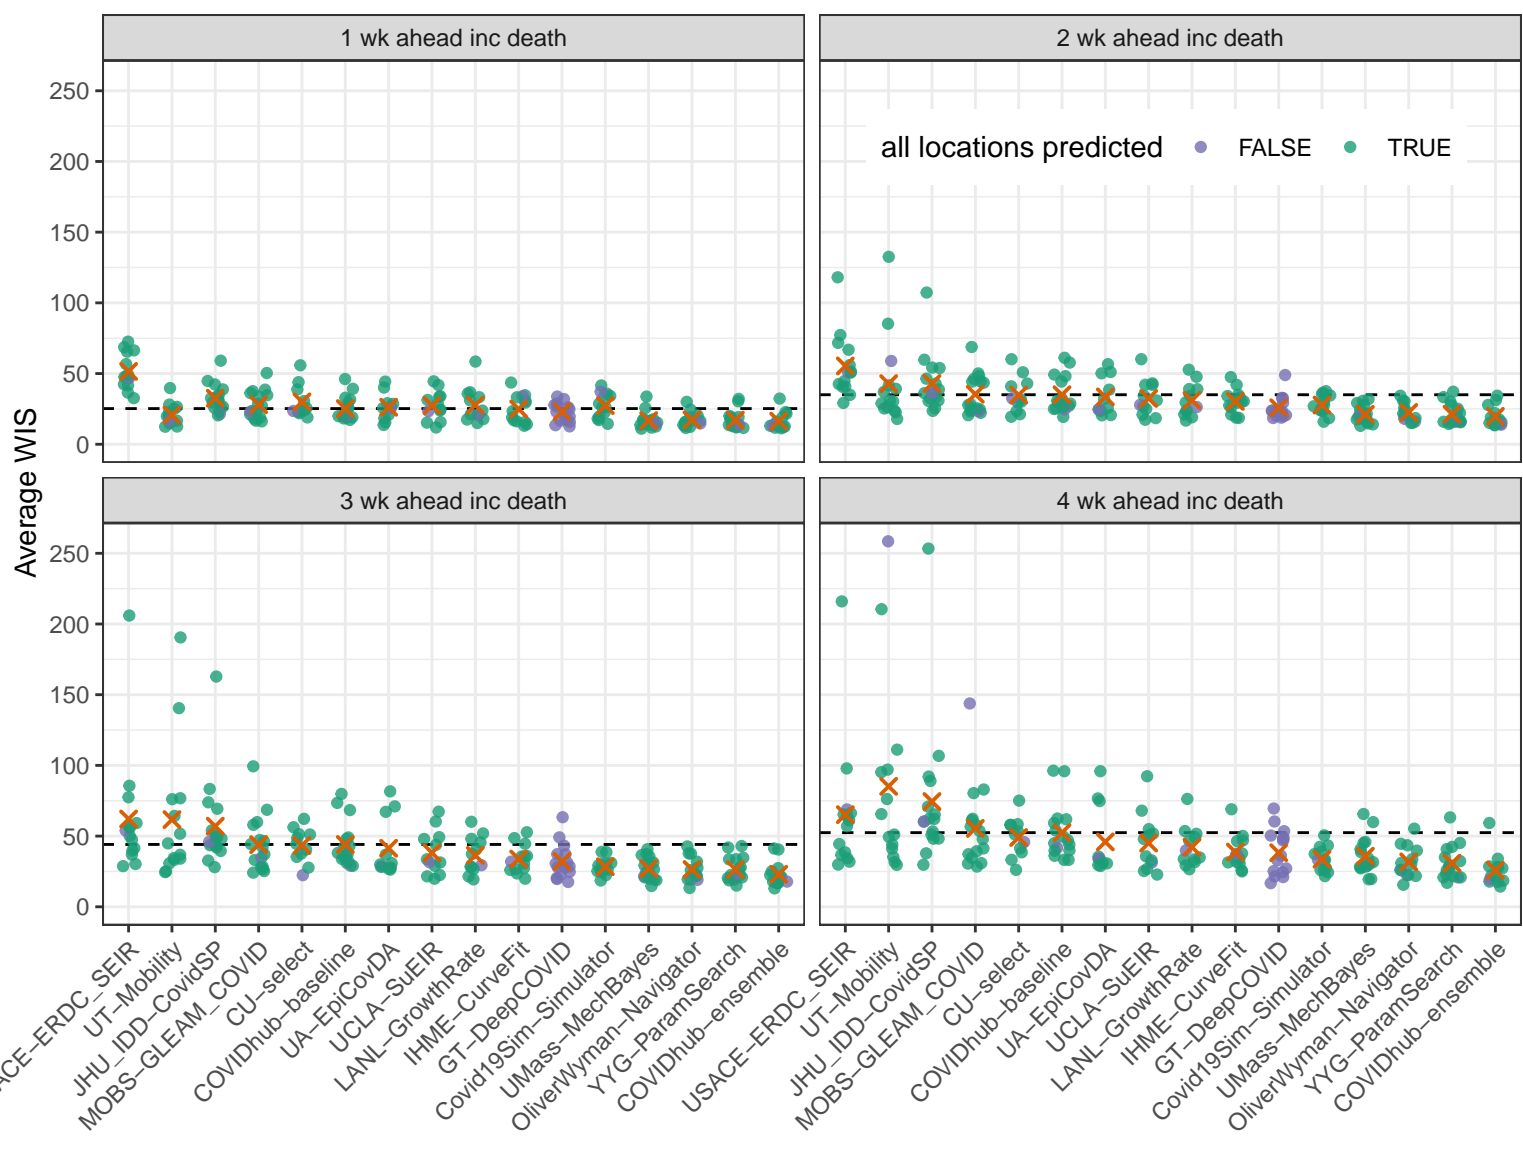 1 wk ahead inc death
2 wk ahead inc death
250
200
150
100
50
0
all locations predicted FALSE TRUE
Average WIS
3 wk ahead inc death
4 wk ahead inc death
250
200
150
100
50
0
ACE−ERDC_SEIR
UT−Mobility
JHU_IDD−CovidSP
MOBS−GLEAM_COVID
CU−select
COVIDhub−baseline
UA−EpiCovDA
UCLA−SuEIR
LANL−GrowthRate
IHME−CurveFit
GT−DeepCOVID
Covid19Sim−Simulator
UMass−MechBayes
OliverWyman−Navigator
YYG−ParamSearch
COVIDhub−ensemble
USACE−ERDC_SEIR
UT−Mobility
JHU_IDD−CovidSP
MOBS−GLEAM_COVID
CU−select
COVIDhub−baseline
UA−EpiCovDA
UCLA−SuEIR
LANL−GrowthRate
IHME−CurveFit
GT−DeepCOVID
Covid19Sim−Simulator
UMass−MechBayes
OliverWyman−Navigator
YYG−ParamSearch
COVIDhub−ensemble